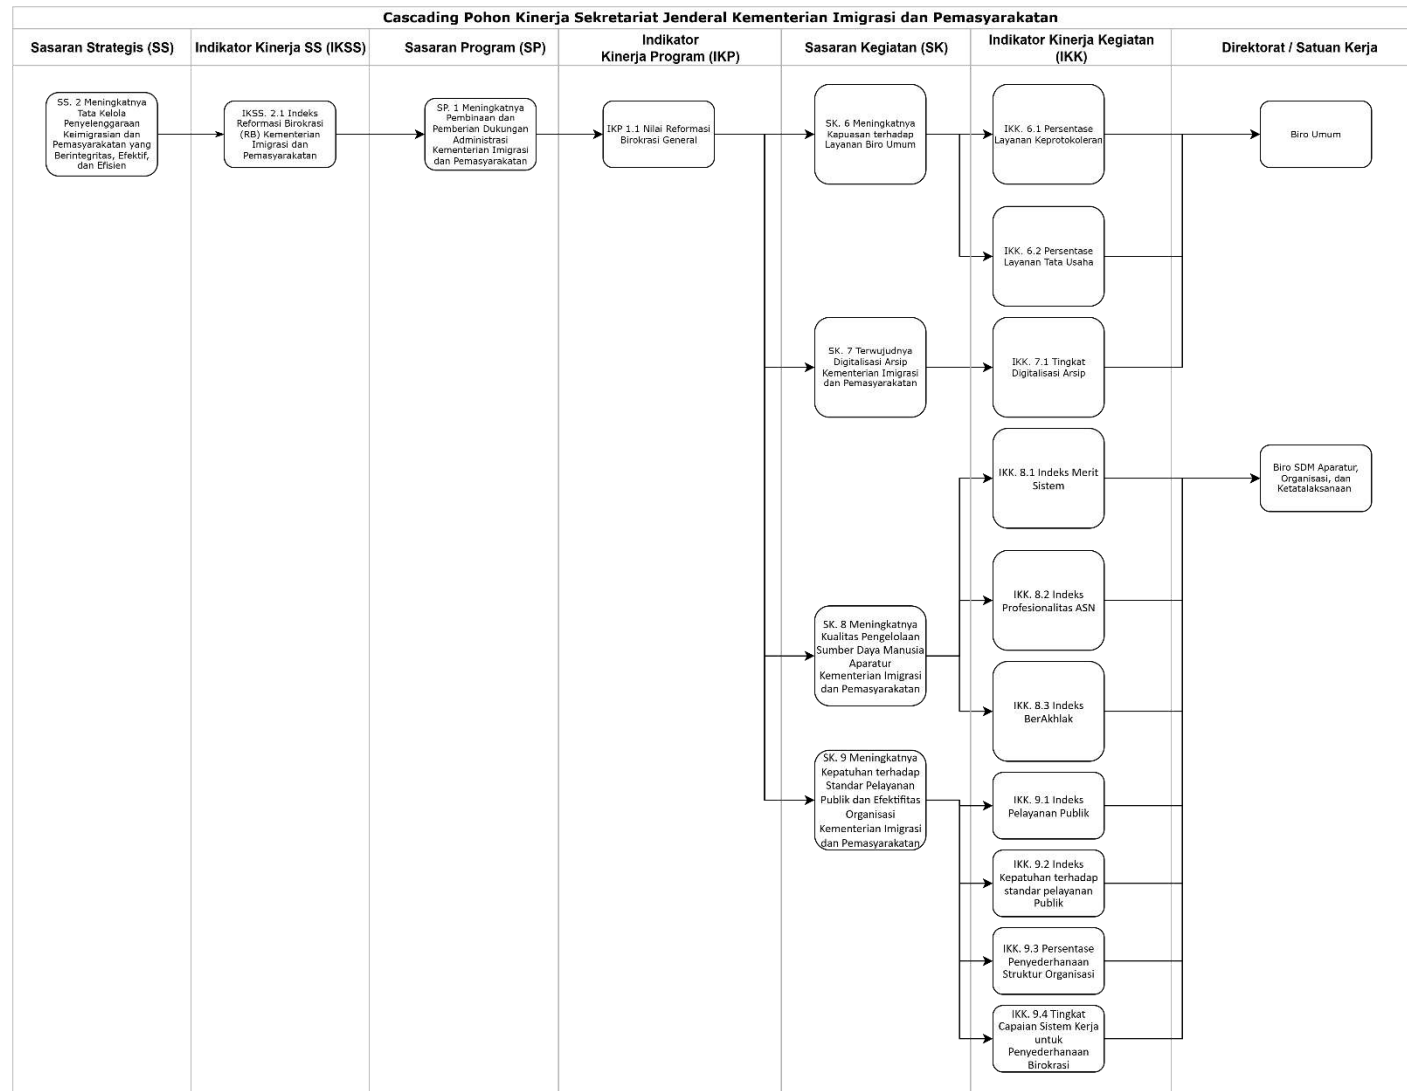 Cascading Pohon Kinerja Sekretariat Jenderal Kementerian Imigrasi dan Pemasyarakatan
Sasaran Strategis (SS)
Indikator Kinerja SS (IKSS)
Sasaran Program (SP)
Indikator
Kinerja Program (IKP)
Sasaran Kegiatan (SK)
Indikator Kinerja Kegiatan
(IKK)
Direktorat / Satuan Kerja
SS. 2 Meningkatnya
Tata Kelola
Penyelenggaraan
Keimigrasian dan
Pemasyarakatan yang
Berintegritas, Efektif,
dan Efisien
IKSS. 2.1 Indeks
Reformasi Birokrasi
(RB) Kementerian
Imigrasi dan
Pemasyarakatan
SP. 1 Meningkatnya
Pembinaan dan
Pemberian Dukungan
Administrasi
Kementerian Imigrasi
dan Pemasyarakatan
IKP 1.1 Nilai Reformasi
Birokrasi General
SK. 6 Meningkatnya
Kapuasan terhadap
Layanan Biro Umum
IKK. 6.1 Persentase
Layanan Keprotokoleran
Biro Umum
IKK. 6.2 Persentase
Layanan Tata Usaha
SK. 7 Terwujudnya
Digitalisasi Arsip
Kementerian Imigrasi
dan Pemasyarakatan
IKK. 7.1 Tingkat
Digitalisasi Arsip
IKK. 8.1 Indeks Merit
Sistem
Biro SDM Aparatur,
Organisasi, dan
Ketatalaksanaan
IKK. 8.2 Indeks
Profesionalitas ASN
SK. 8 Meningkatnya
Kualitas Pengelolaan
Sumber Daya Manusia
Aparatur
Kementerian Imigrasi
dan Pemasyarakatan
IKK. 8.3 Indeks
BerAkhlak
SK. 9 Meningkatnya
Kepatuhan terhadap
Standar Pelayanan
Publik dan Efektifitas
Organisasi
Kementerian Imigrasi
dan Pemasyarakatan
IKK. 9.1 Indeks
Pelayanan Publik
IKK. 9.2 Indeks
Kepatuhan terhadap
standar pelayanan
Publik
IKK. 9.3 Persentase
Penyederhanaan
Struktur Organisasi
IKK. 9.4 Tingkat
Capaian Sistem Kerja
untuk
Penyederhanaan
Birokrasi